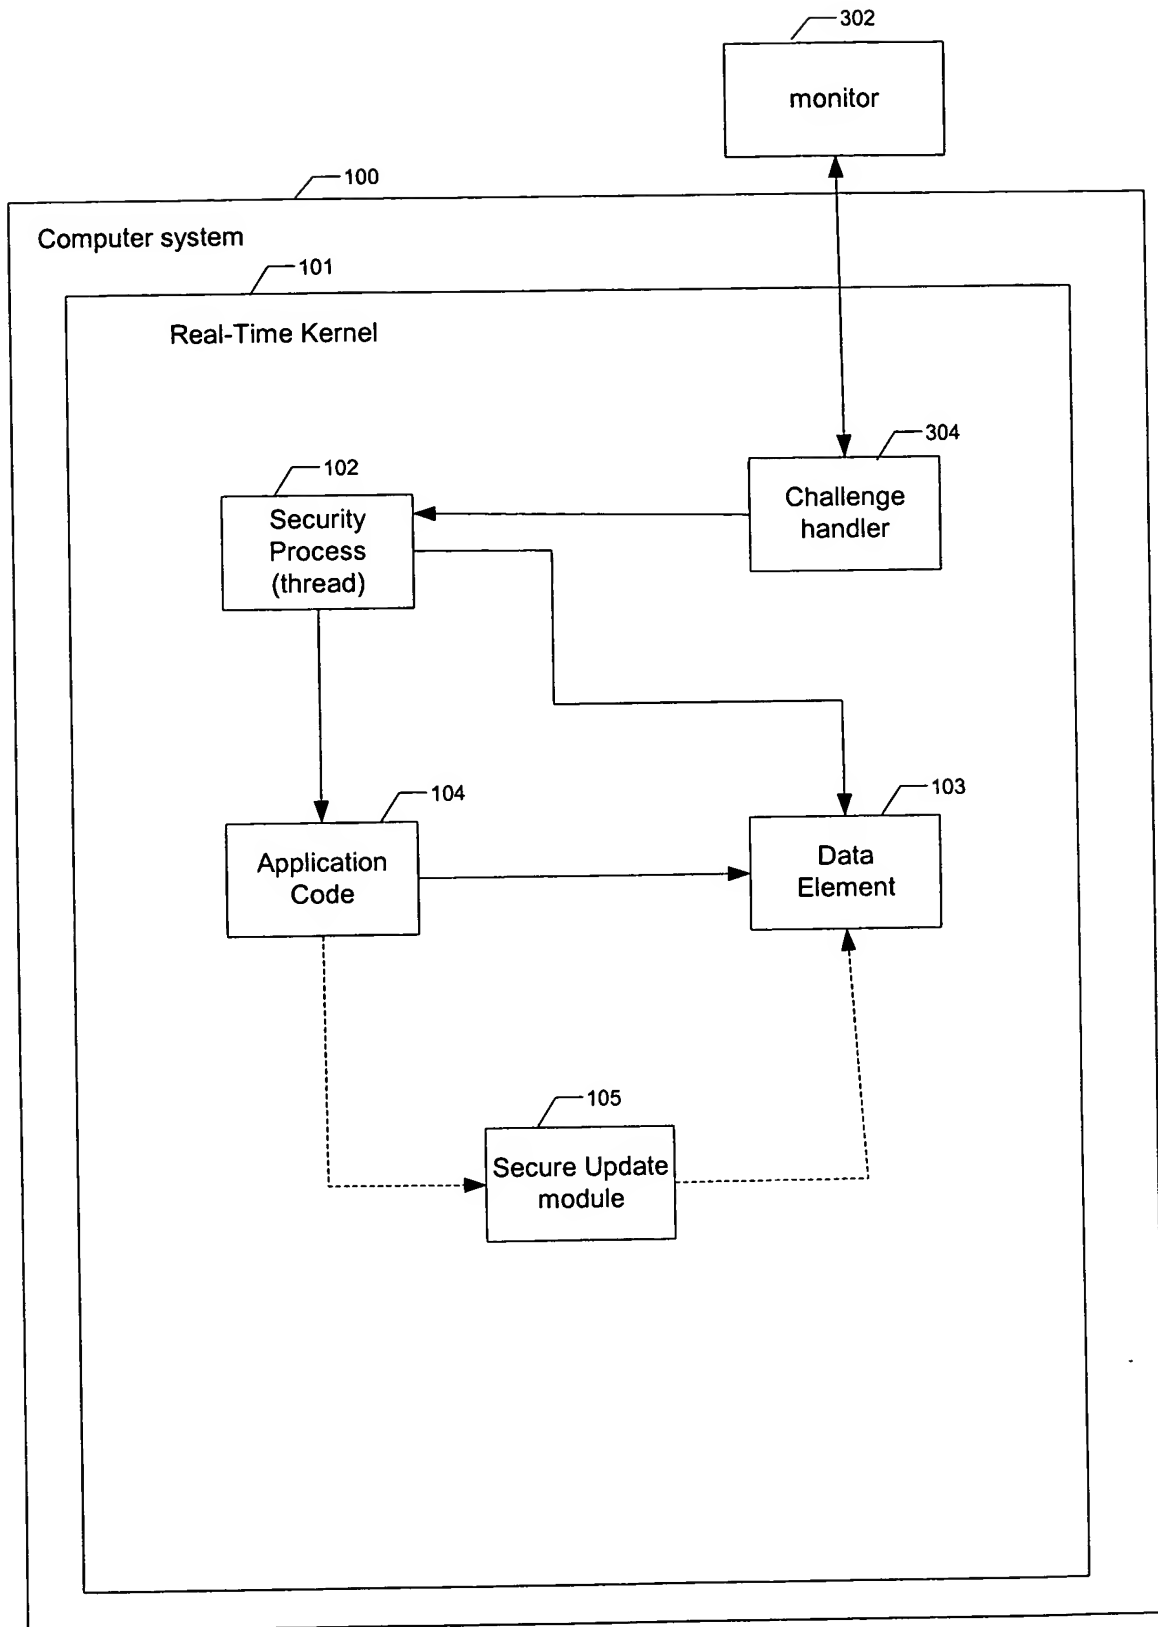 302
monitor
100
Computer system
101
Real-Time Kernel
304
Challenge
handler
102
Security
Process
(thread)
104
Application
Code
103
Data
Element
105
Secure Update
module